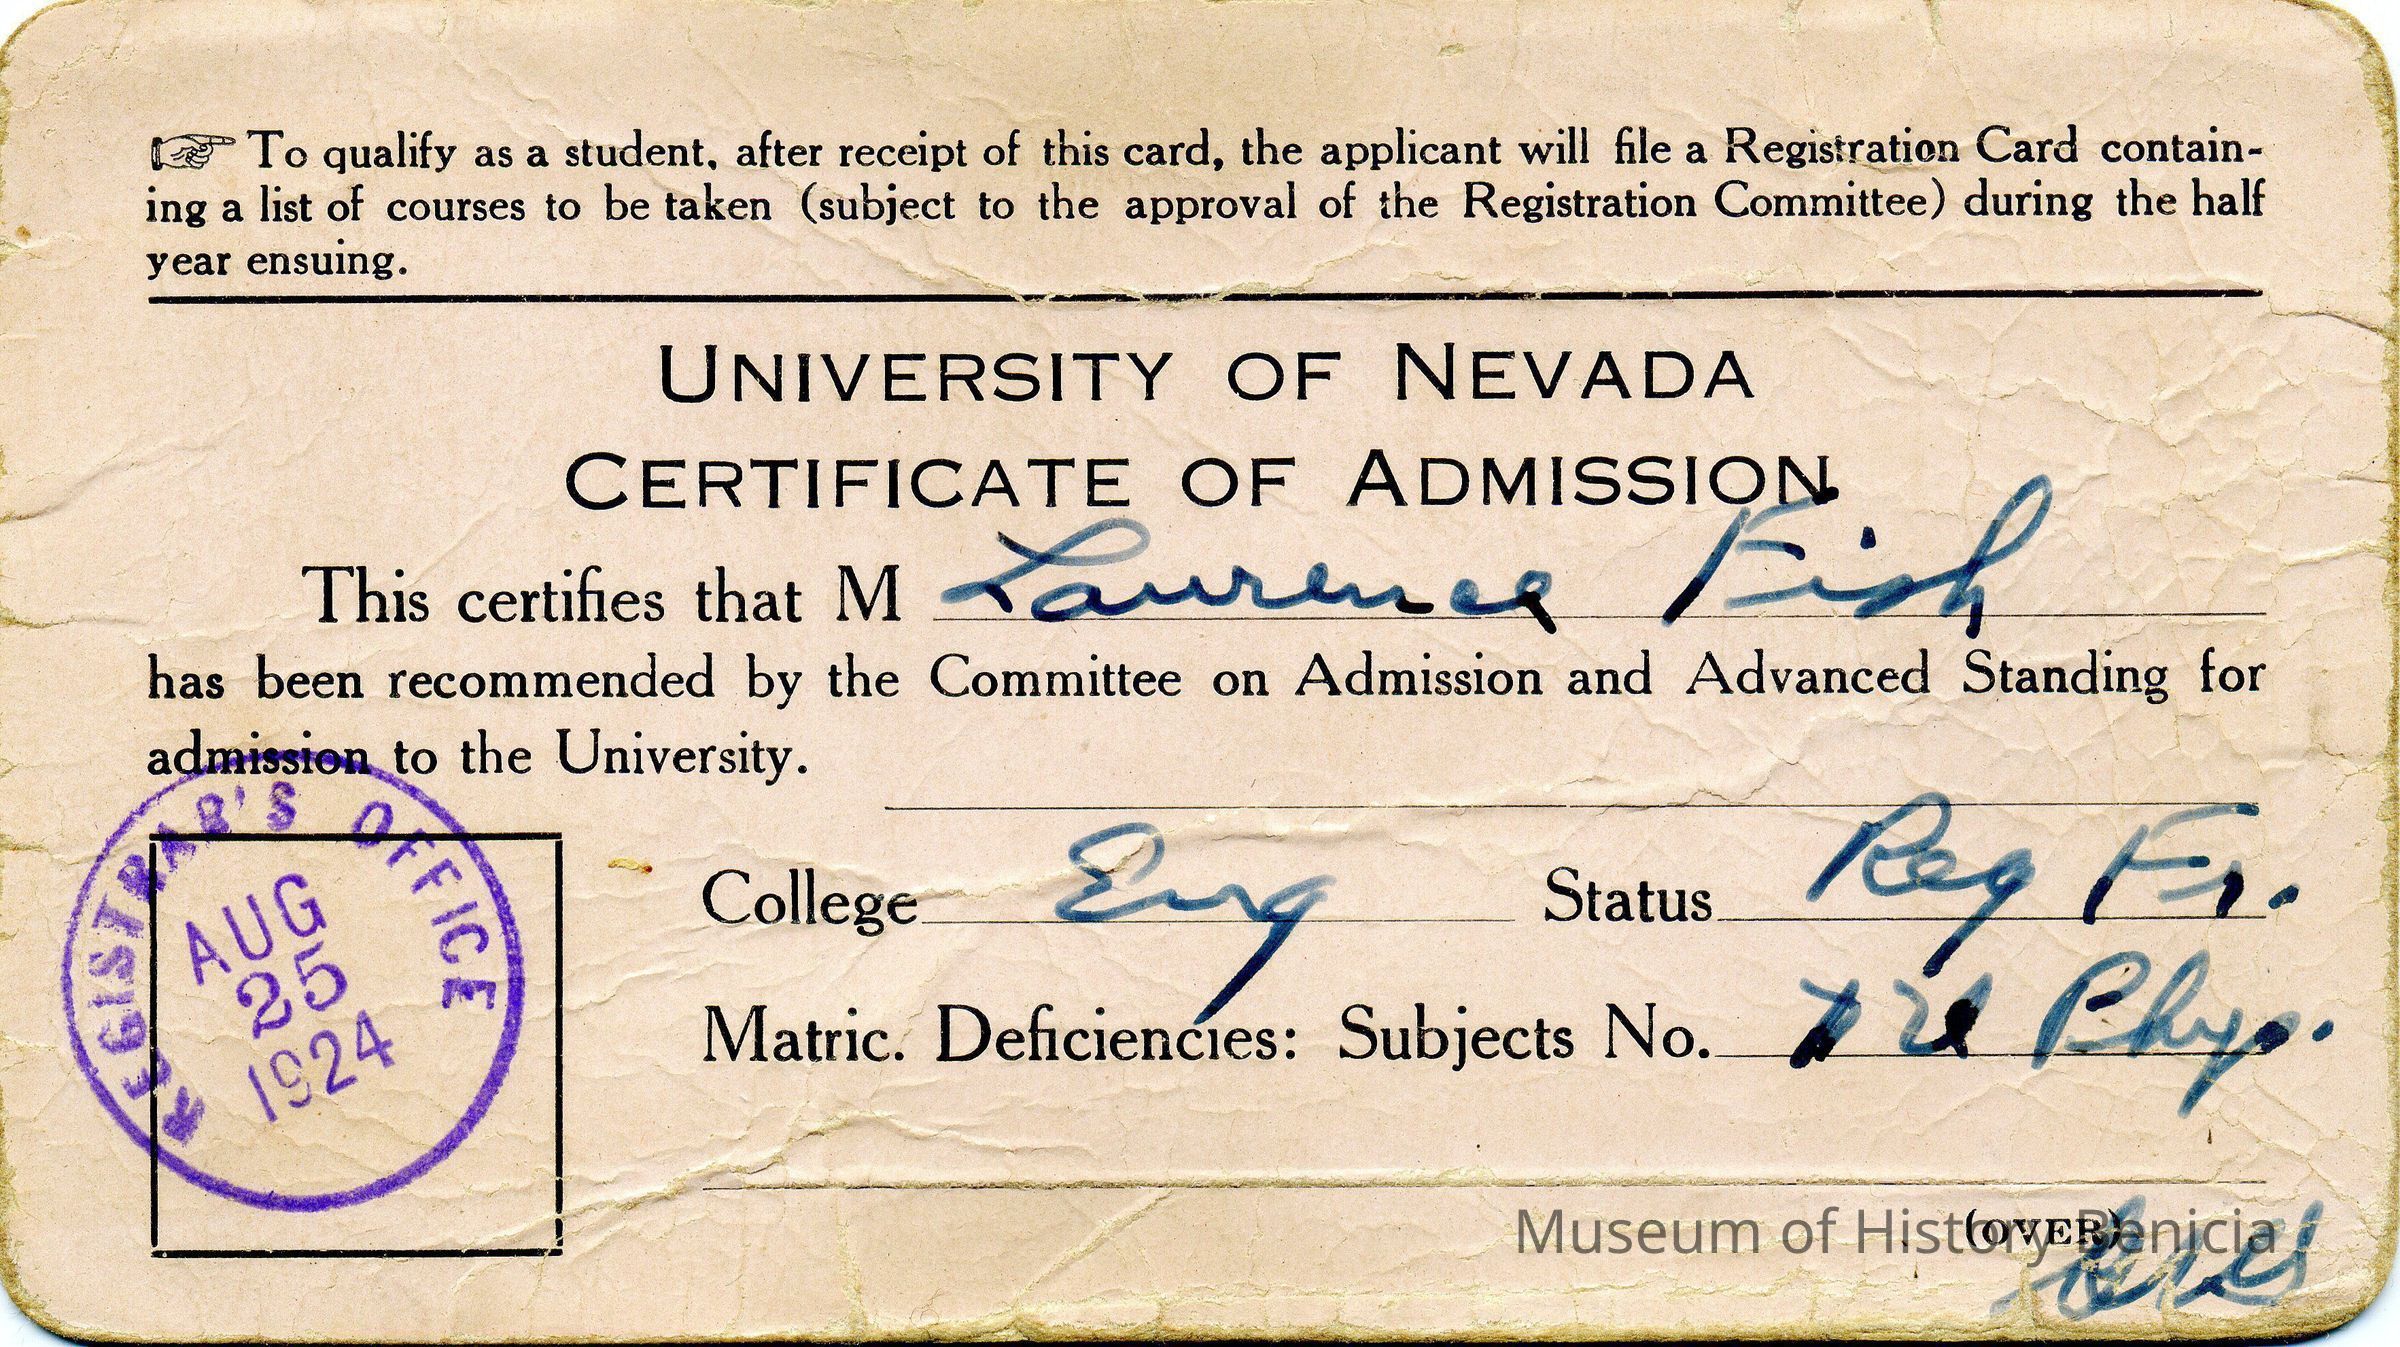 To qualify as a student, after receipt of this card, the applicant will file a Registration Card contain-
ing a list of courses to be taken (subject to the approval of the Registration Committee) during the half
year ensuing.
UNIVERSITY OF NEVADA
CERTIFICATE OF ADMISSION
This certifies that M Laurence Fish
has been recommended by the Committee on Admission and Advanced Standing for
admission to the University.
REGISTRAR'S OFFICE
AUG
25
1924
College Eng Status Reg Fr.
Matric. Deficiencies: Subjects No. Phys.
(OVER)
Museum of History Benicia